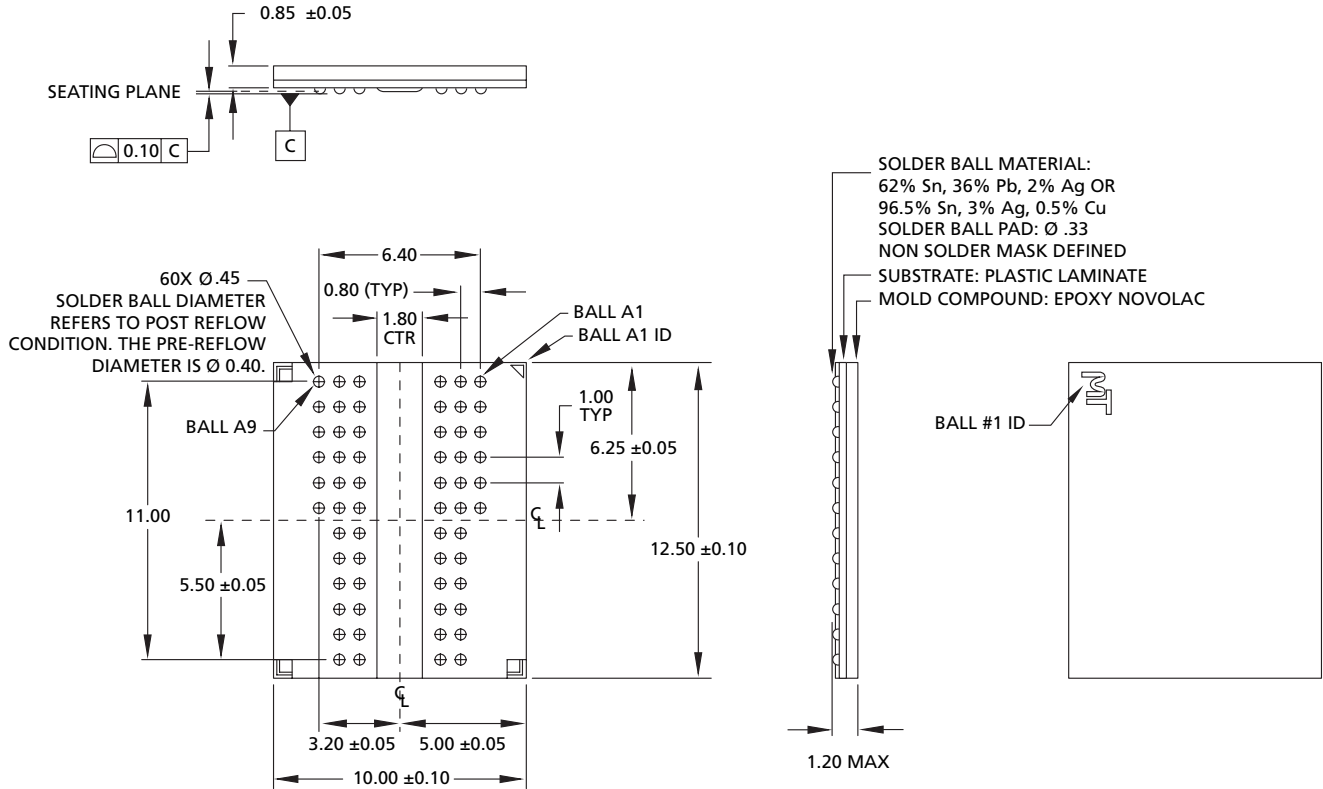 0.85 ±0.05
SEATING PLANE
0.10 C
C
SOLDER BALL MATERIAL:
62% Sn, 36% Pb, 2% Ag OR
96.5% Sn, 3% Ag, 0.5% Cu
SOLDER BALL PAD: Ø .33
NON SOLDER MASK DEFINED
SUBSTRATE: PLASTIC LAMINATE
MOLD COMPOUND: EPOXY NOVOLAC
6.40
60X Ø.45
SOLDER BALL DIAMETER
REFERS TO POST REFLOW
CONDITION. THE PRE-REFLOW
DIAMETER IS Ø 0.40.
0.80 (TYP)
1.80
CTR
BALL A1
BALL A1 ID
BALL A9
1.00
TYP
6.25 ±0.05
11.00
5.50 ±0.05
CL
12.50 ±0.10
CL
3.20 ±0.05
5.00 ±0.05
10.00 ±0.10
1.20 MAX
MT
BALL #1 ID